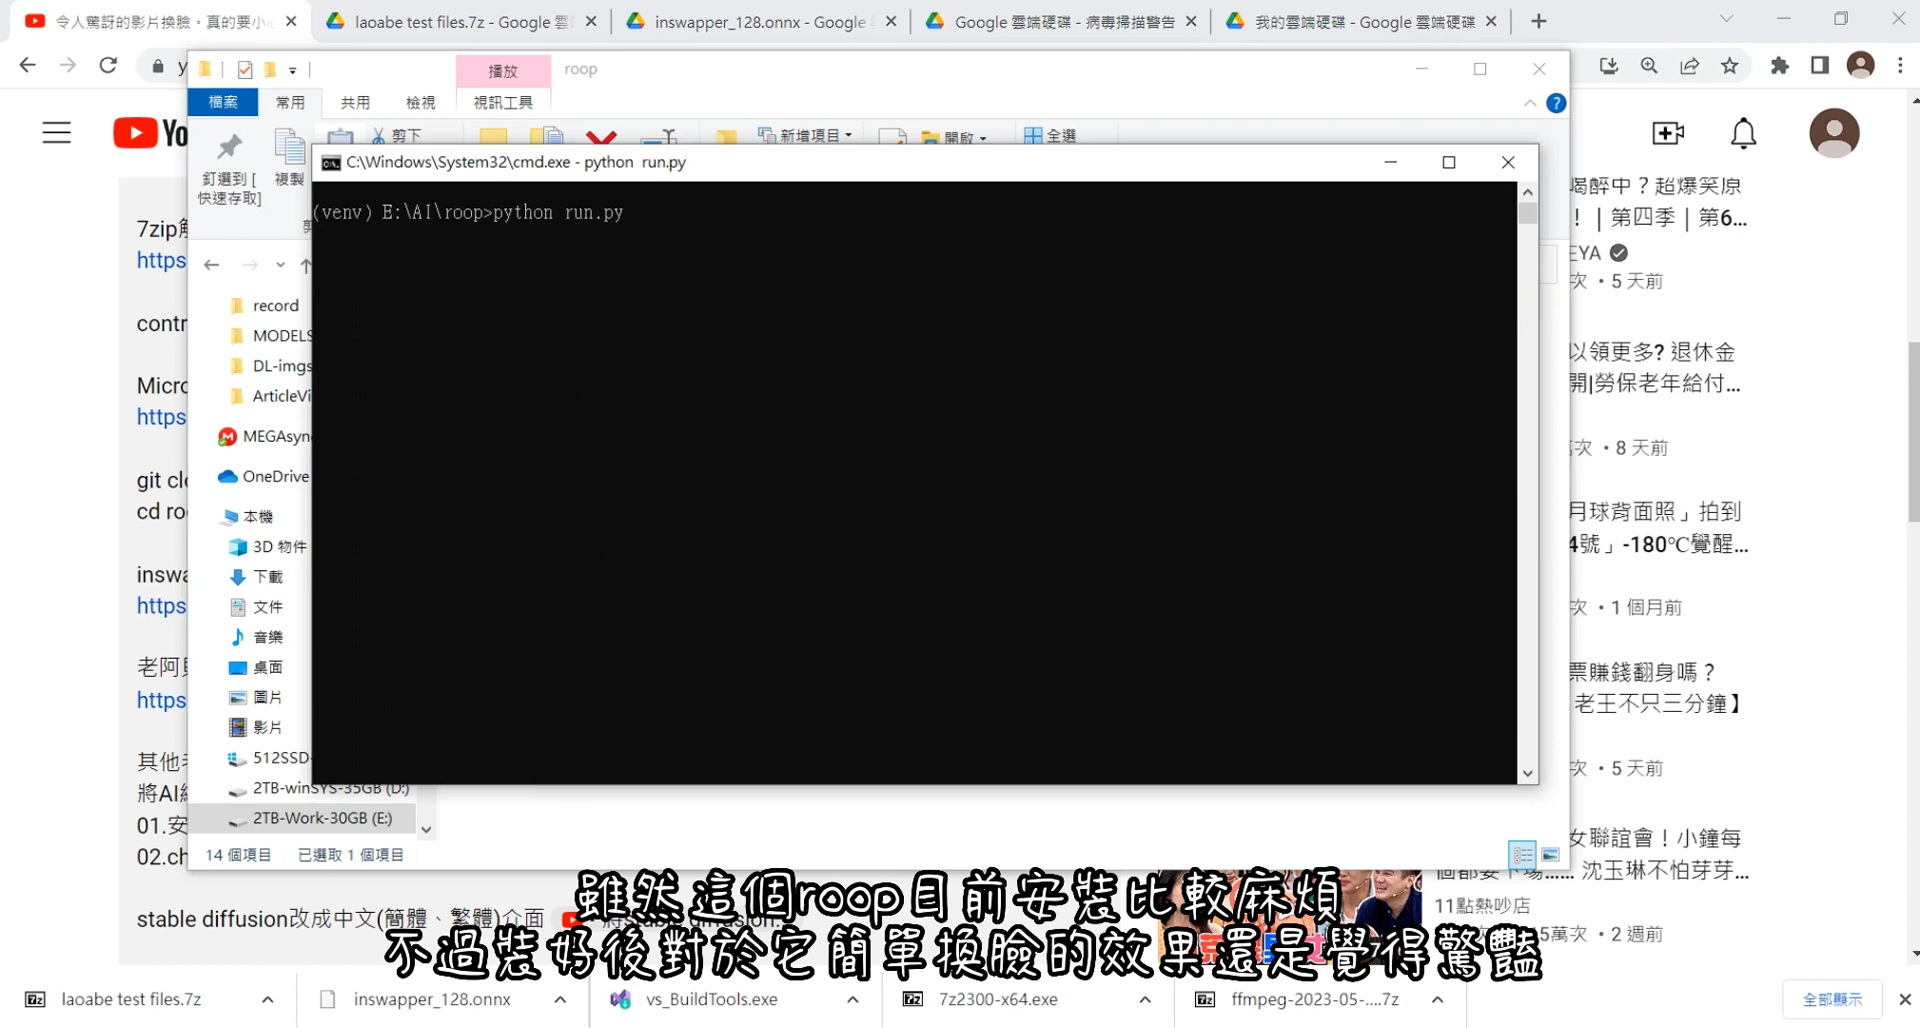 令人驚訝的影片換臉。真的要小心
laoabe test files.7z - Google 雲
inswapper_128.onnx - Google
Google 雲端硬碟 - 病毒掃描警告
我的雲端硬碟 - Google 雲端硬碟
播放
roop
檔案
常用
共用
檢視
視訊工具
剪下
新增項目
開啟
全選
釘選到 [
快速存取]
複製
C:\Windows\System32\cmd.exe - python  run.py
(venv) E:\AI\roop>python run.py
7zip解
https
contr
Micro
https
git clo
cd ro
inswa
https
老阿貝
https
其他老
將AI
01.安
02.ch
stable diffusion改成中文(簡體、繁體)介面
record
MODELS
DL-imgs
ArticleVi
MEGAsyn
OneDrive
本機
3D 物件
下載
文件
音樂
桌面
圖片
影片
512SSD-
2TB-winSYS-35GB (D:)
2TB-Work-30GB (E:)
14 個項目
已選取 1 個項目
喝醉中？超爆笑原
！｜第四季｜第6...
EYA
次 • 5 天前
以領更多? 退休金
開|勞保老年給付...
萬次 • 8 天前
月球背面照」拍到
4號」-180℃覺醒...
次 • 1 個月前
票賺錢翻身嗎？
老王不只三分鐘】
次 • 5 天前
女聯誼會！小鐘每
沈玉琳不怕芽芽...
11點熱吵店
5萬次 • 2 週前
雖然這個roop目前安裝比較麻煩
不過裝好後對於它簡單換臉的效果還是覺得驚豔
laoabe test files.7z
inswapper_128.onnx
vs_BuildTools.exe
7z2300-x64.exe
ffmpeg-2023-05-....7z
全部顯示